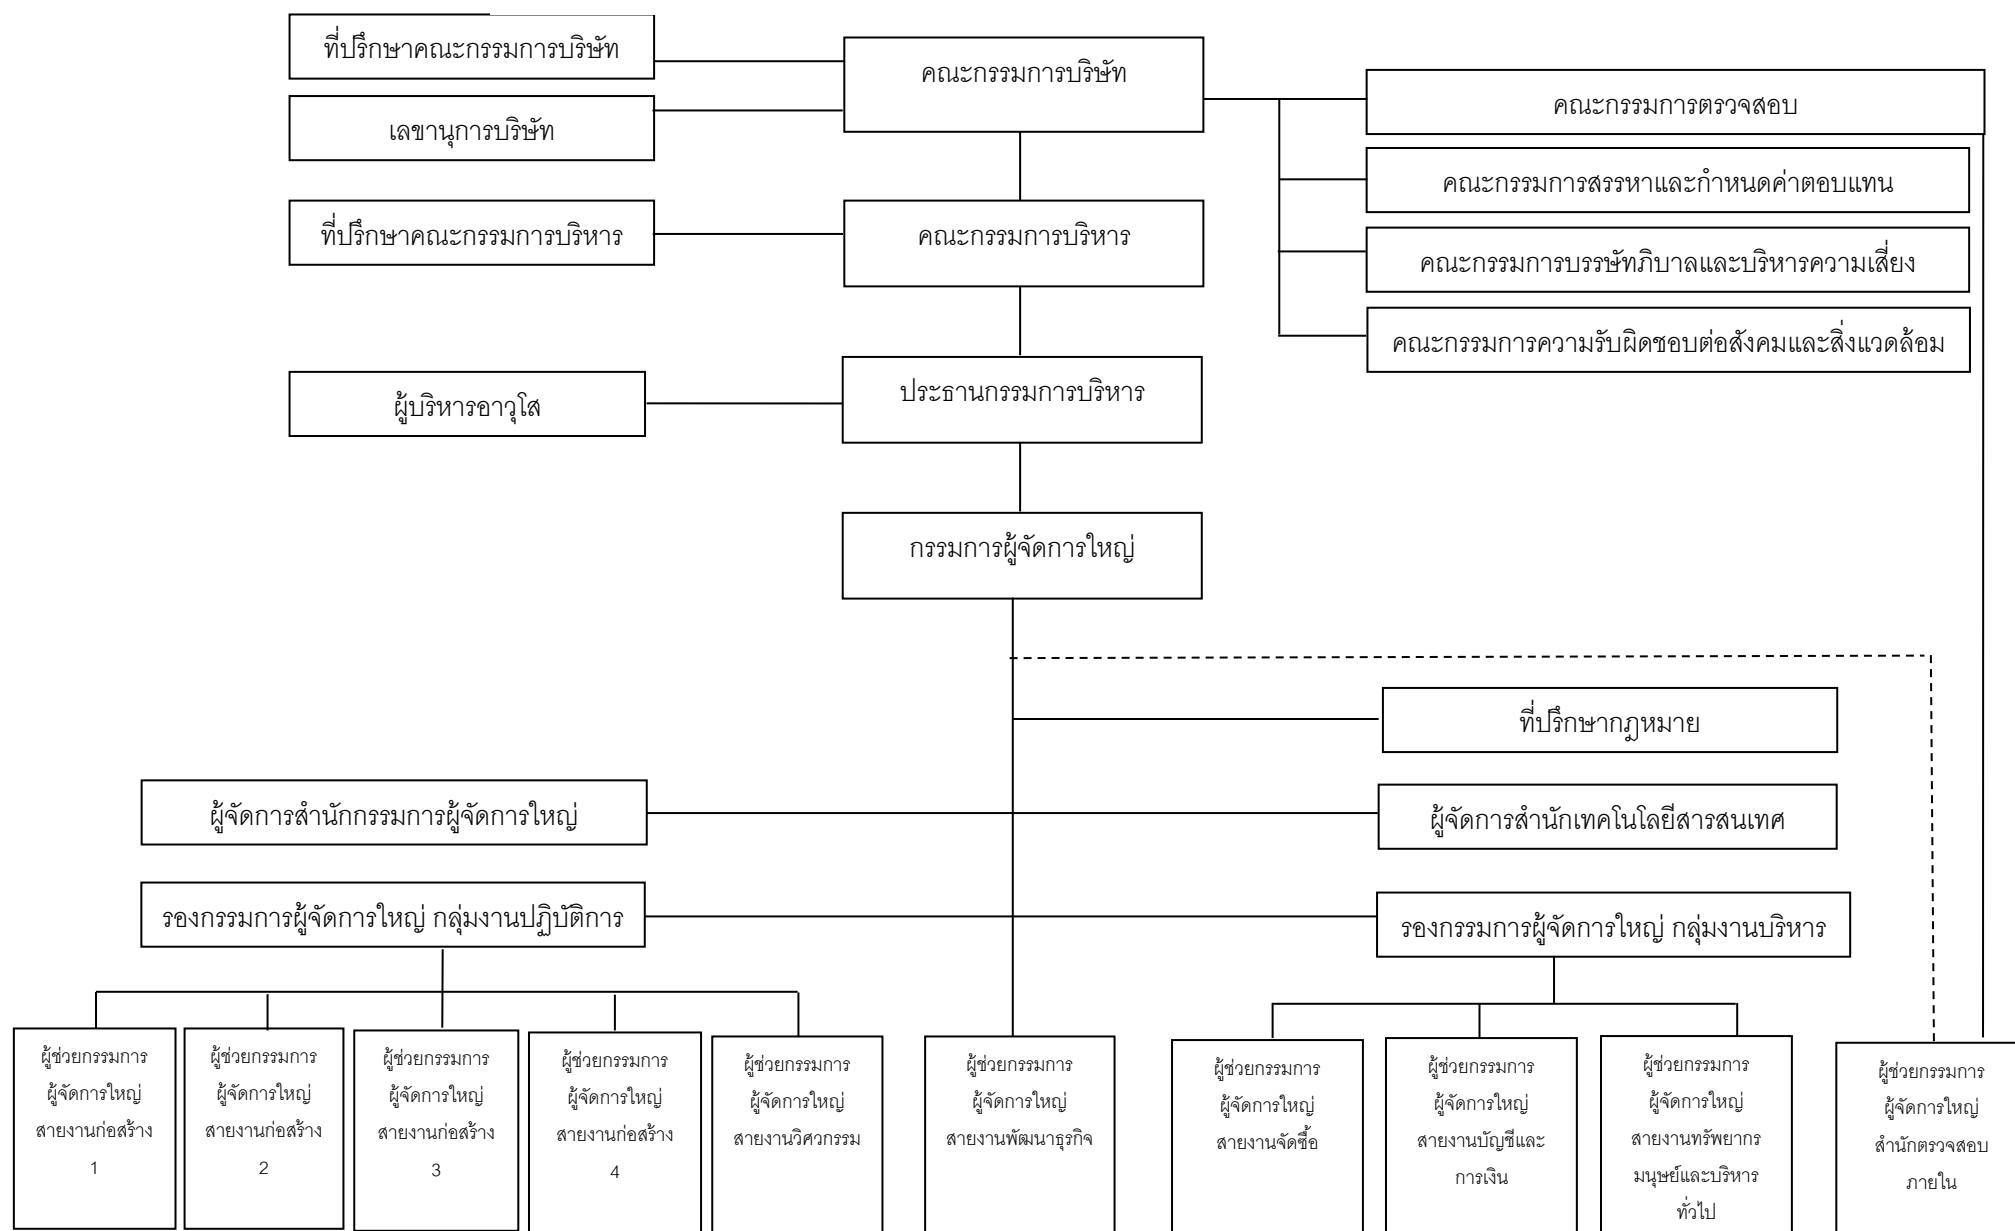 ที่ปรึกษาคณะกรรมการบริษัท
คณะกรรมการบริษัท
คณะกรรมการตรวจสอบ
เลขานุการบริษัท
คณะกรรมการสรรหาและกำหนดค่าตอบแทน
ที่ปรึกษาคณะกรรมการบริหาร
คณะกรรมการบริหาร
คณะกรรมการบรรษัทภิบาลและบริหารความเสี่ยง
คณะกรรมการความรับผิดชอบต่อสังคมและสิ่งแวดล้อม
ผู้บริหารอาวุโส
ประธานกรรมการบริหาร
กรรมการผู้จัดการใหญ่
ที่ปรึกษากฎหมาย
ผู้จัดการสำนักกรรมการผู้จัดการใหญ่
ผู้จัดการสำนักเทคโนโลยีสารสนเทศ
รองกรรมการผู้จัดการใหญ่ กลุ่มงานปฏิบัติการ
รองกรรมการผู้จัดการใหญ่ กลุ่มงานบริหาร
ผู้ช่วยกรรมการ
ผู้จัดการใหญ่
สายงานก่อสร้าง
1
ผู้ช่วยกรรมการ
ผู้จัดการใหญ่
สายงานก่อสร้าง
2
ผู้ช่วยกรรมการ
ผู้จัดการใหญ่
สายงานก่อสร้าง
3
ผู้ช่วยกรรมการ
ผู้จัดการใหญ่
สายงานก่อสร้าง
4
ผู้ช่วยกรรมการ
ผู้จัดการใหญ่
สายงานวิศวกรรม
ผู้ช่วยกรรมการ
ผู้จัดการใหญ่
สายงานพัฒนาธุรกิจ
ผู้ช่วยกรรมการ
ผู้จัดการใหญ่
สายงานจัดซื้อ
ผู้ช่วยกรรมการ
ผู้จัดการใหญ่
สายงานบัญชีและ
การเงิน
ผู้ช่วยกรรมการ
ผู้จัดการใหญ่
สายงานทรัพยากร
มนุษย์และบริหาร
ทั่วไป
ผู้ช่วยกรรมการ
ผู้จัดการใหญ่
สำนักตรวจสอบ
ภายใน